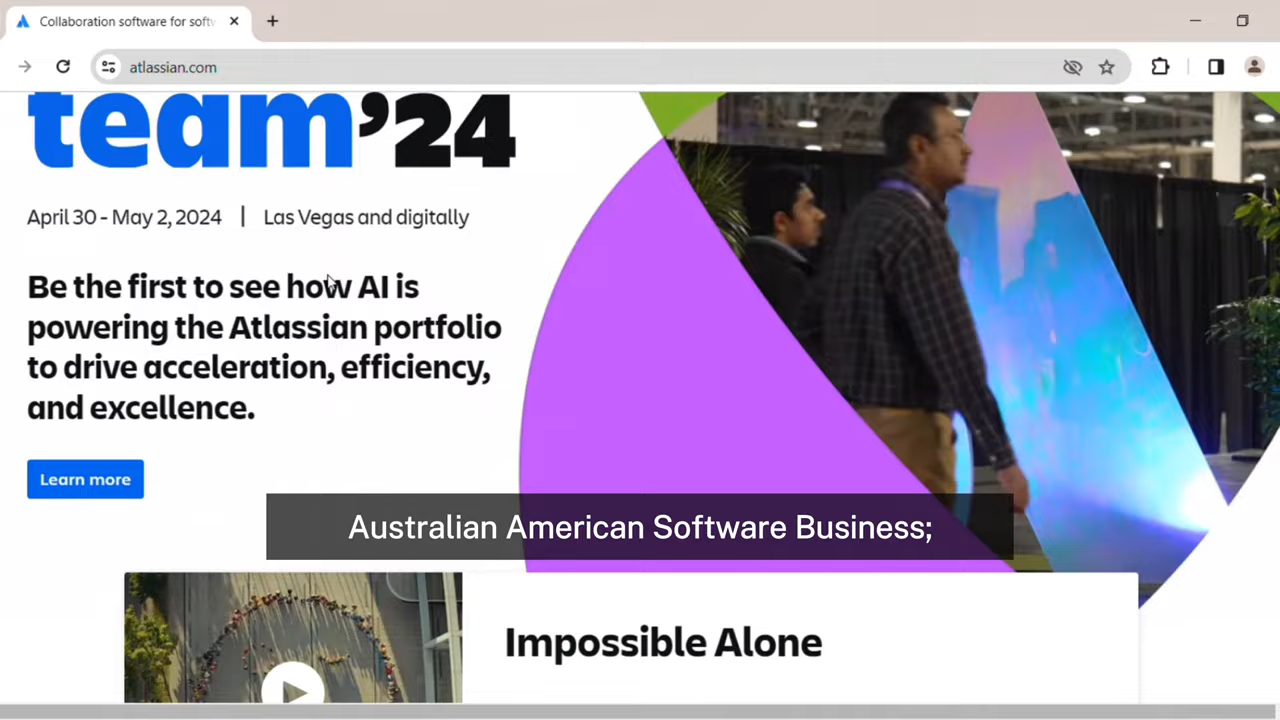 Collaboration software for softw
atlassian.com
team’24
April 30 - May 2, 2024 | Las Vegas and digitally
Be the first to see how AI is
powering the Atlassian portfolio
to drive acceleration, efficiency,
and excellence.
Learn more
Australian American Software Business;
Impossible Alone